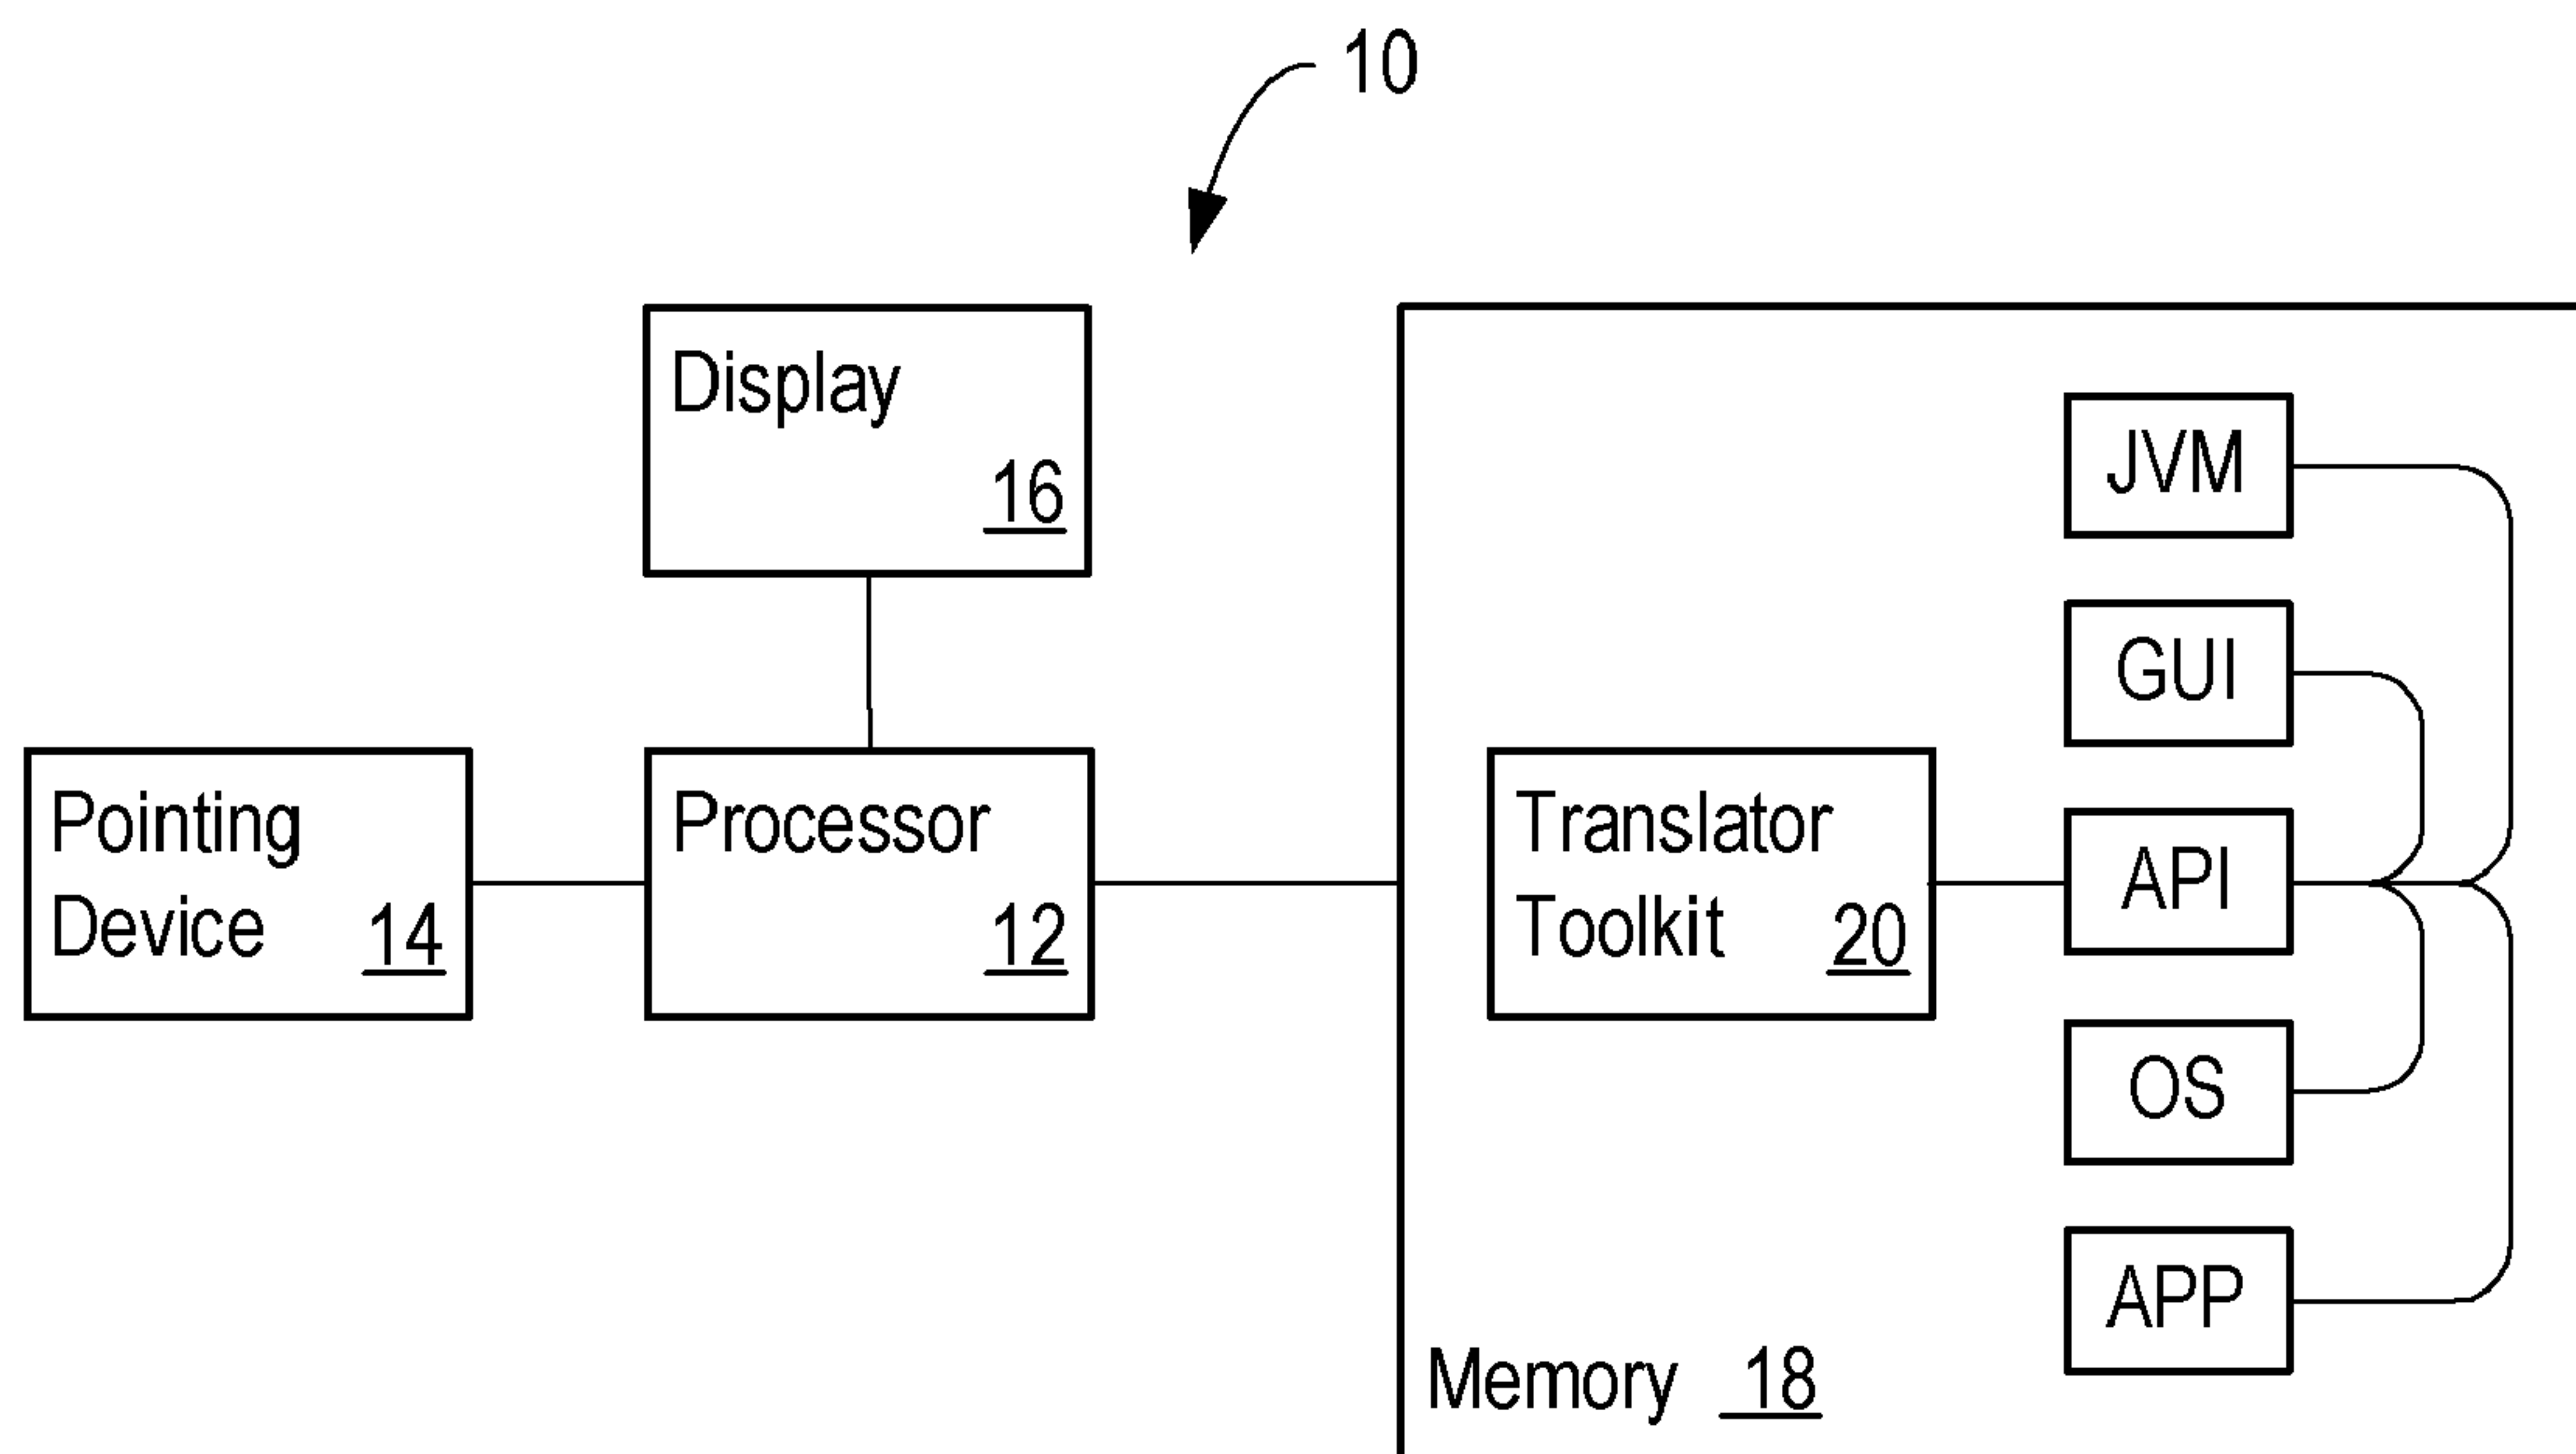 10
Display
16
Pointing
Device 14
Processor
12
Translator
Toolkit 20
JVM
GUI
API
OS
APP
Memory 18